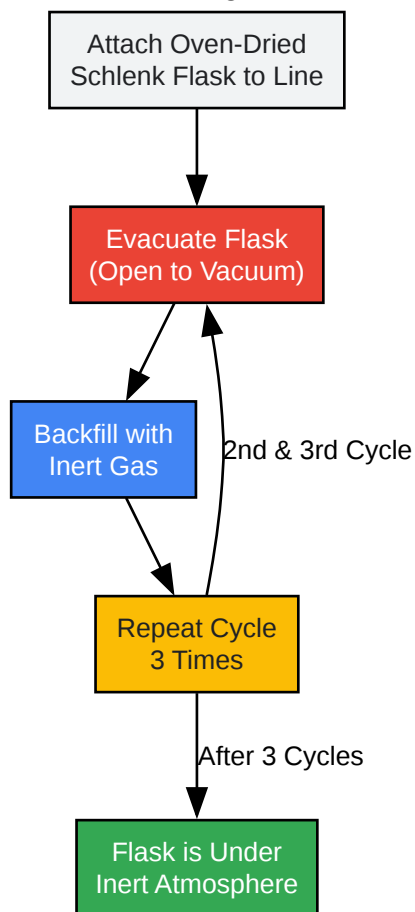 Attach Oven-Dried
Schlenk Flask to Line
Evacuate Flask
(Open to Vacuum)
Backfill with
Inert Gas
2nd & 3rd Cycle
Repeat Cycle
3 Times
After 3 Cycles
Flask is Under
Inert Atmosphere